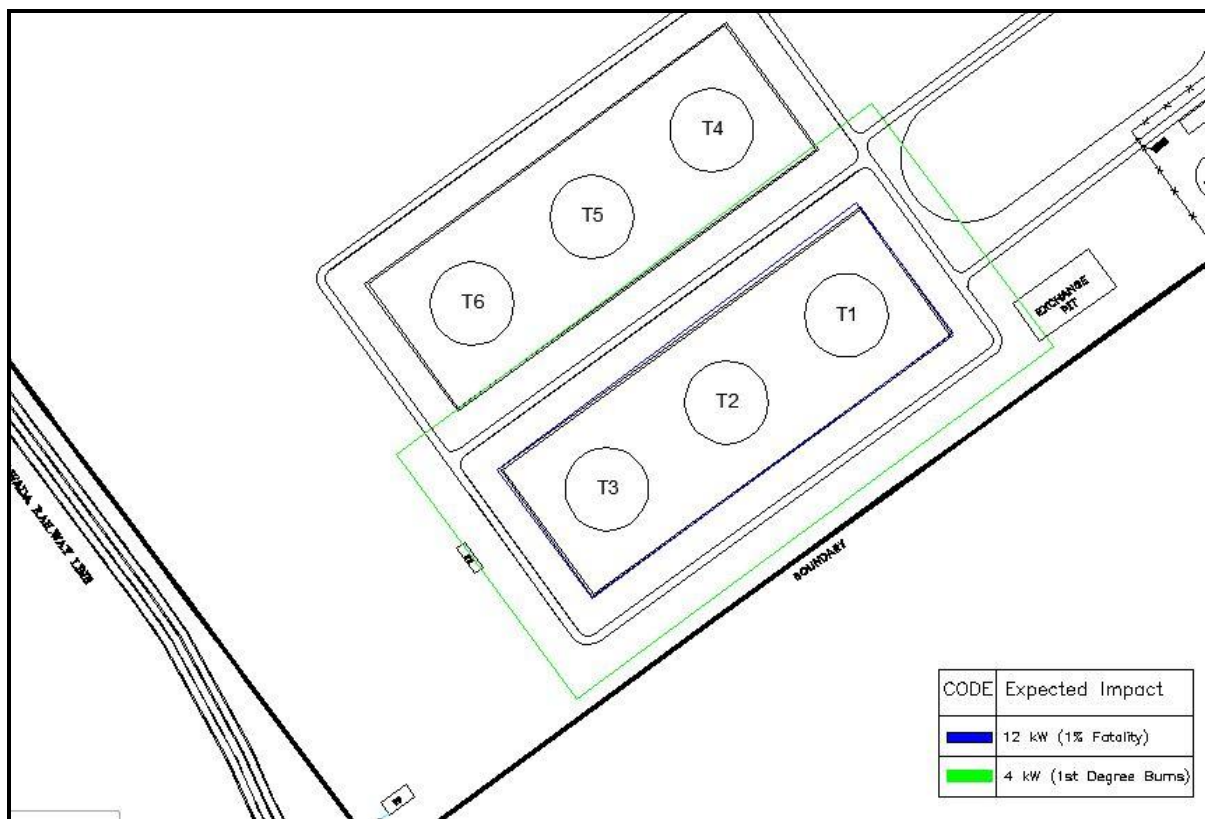 T4
T5
T6
T1
T2
T3
EXCHANGE
PIT
WADA RAILWAY LINE
BOUNDARY
CODE Expected Impact
12 kW (1% Fatality)
4 kW (1st Degree Burns)